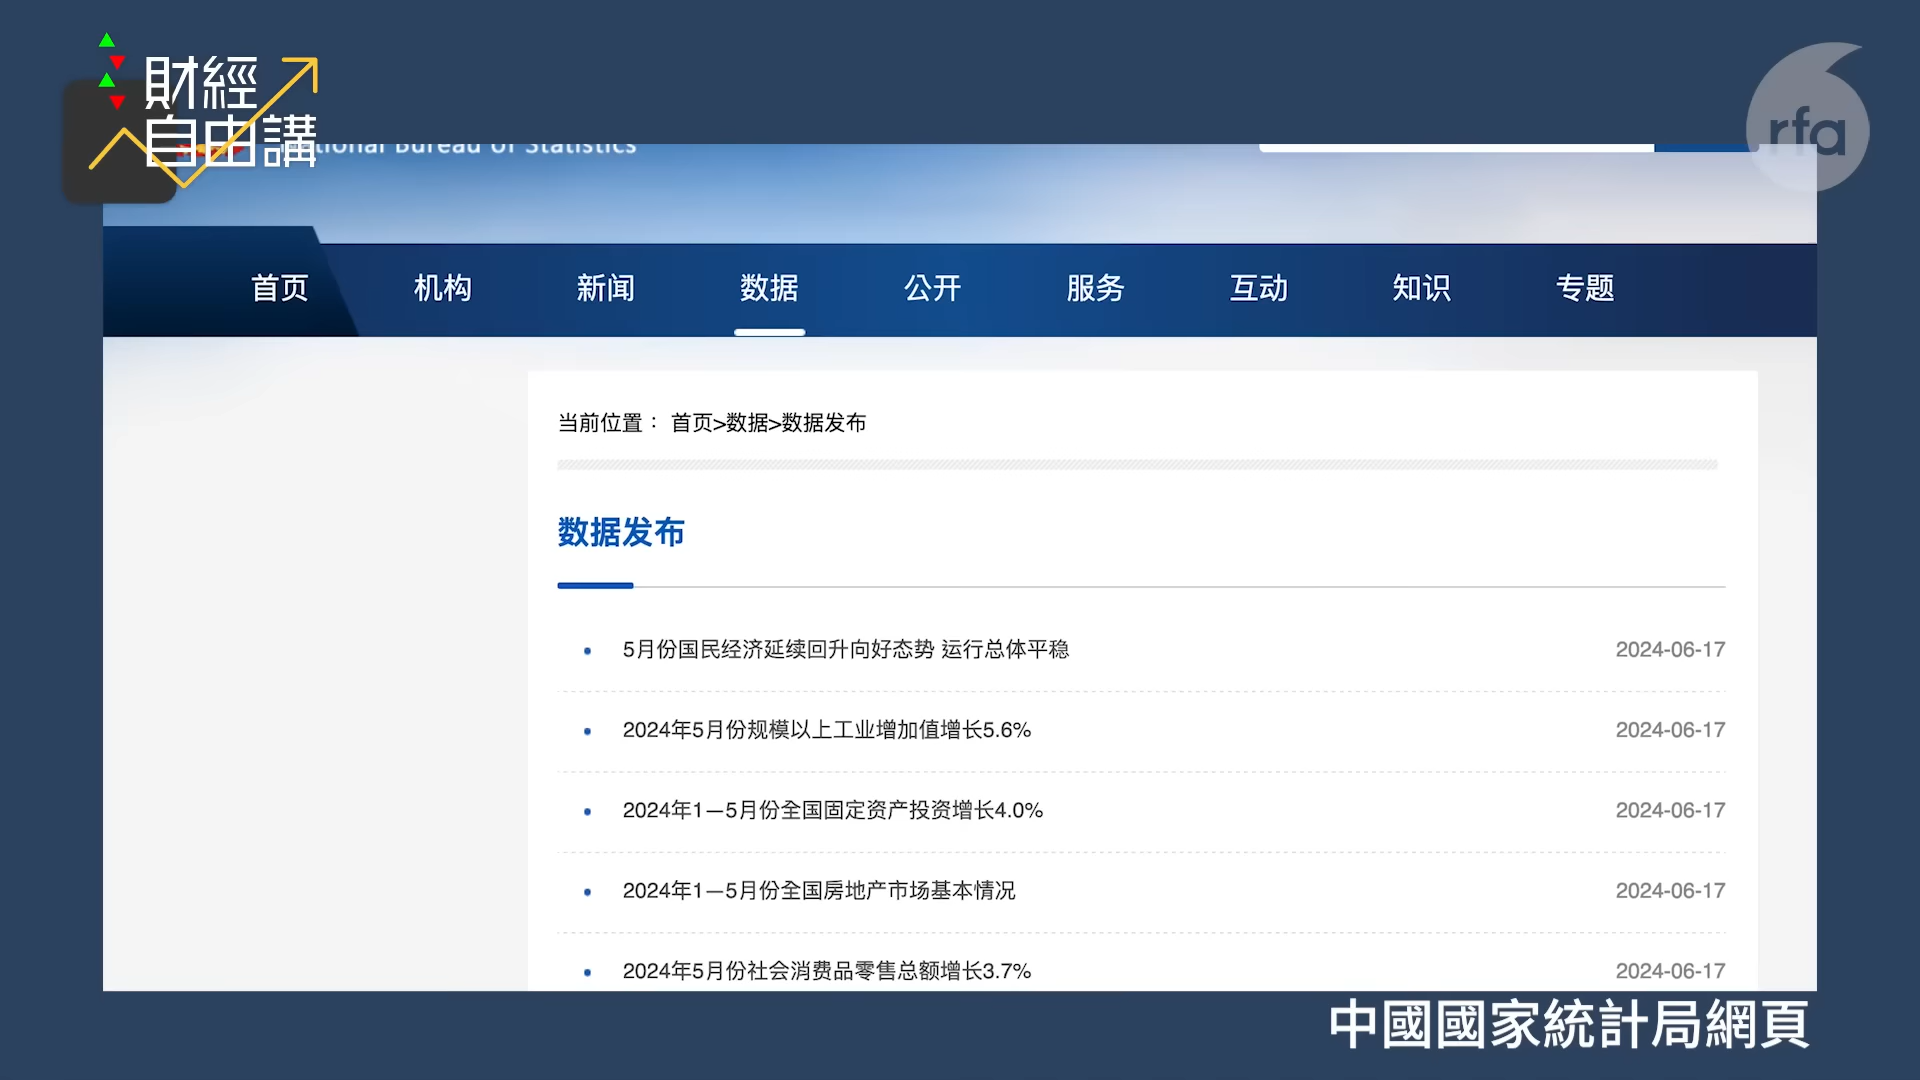 財經
自由講
rfa
National Bureau of Statistics
首页 机构 新闻 数据 公开 服务 互动 知识 专题
当前位置： 首页>数据>数据发布
数据发布
5月份国民经济延续回升向好态势 运行总体平稳 2024-06-17
2024年5月份规模以上工业增加值增长5.6% 2024-06-17
2024年1—5月份全国固定资产投资增长4.0% 2024-06-17
2024年1—5月份全国房地产市场基本情况 2024-06-17
2024年5月份社会消费品零售总额增长3.7% 2024-06-17
中國國家統計局網頁